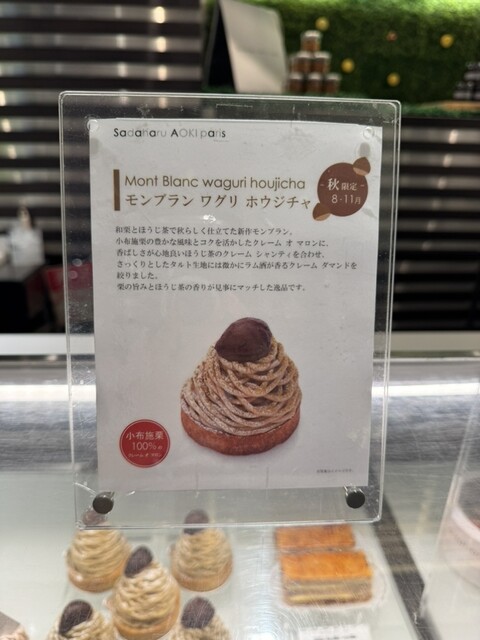 Sadaharu AOKI paris
Mont Blanc waguri houjicha
モンブラン ワグリ ホウジチャ
秋限定
8-11月
和栗とほうじ茶で秋らしく仕立てた新作モンブラン。
小布施栗の豊かな風味とコクを活かしたクレーム オ マロンに、
香ばしさが心地良いほうじ茶のクレーム シャンティを合わせ、
さっくりとしたタルト生地には微かにラム酒が香るクレーム ダマンドを
絞りました。
栗の旨みとほうじ茶の香りが見事にマッチした逸品です。
小布施栗
100%の
クレーム オ マロン